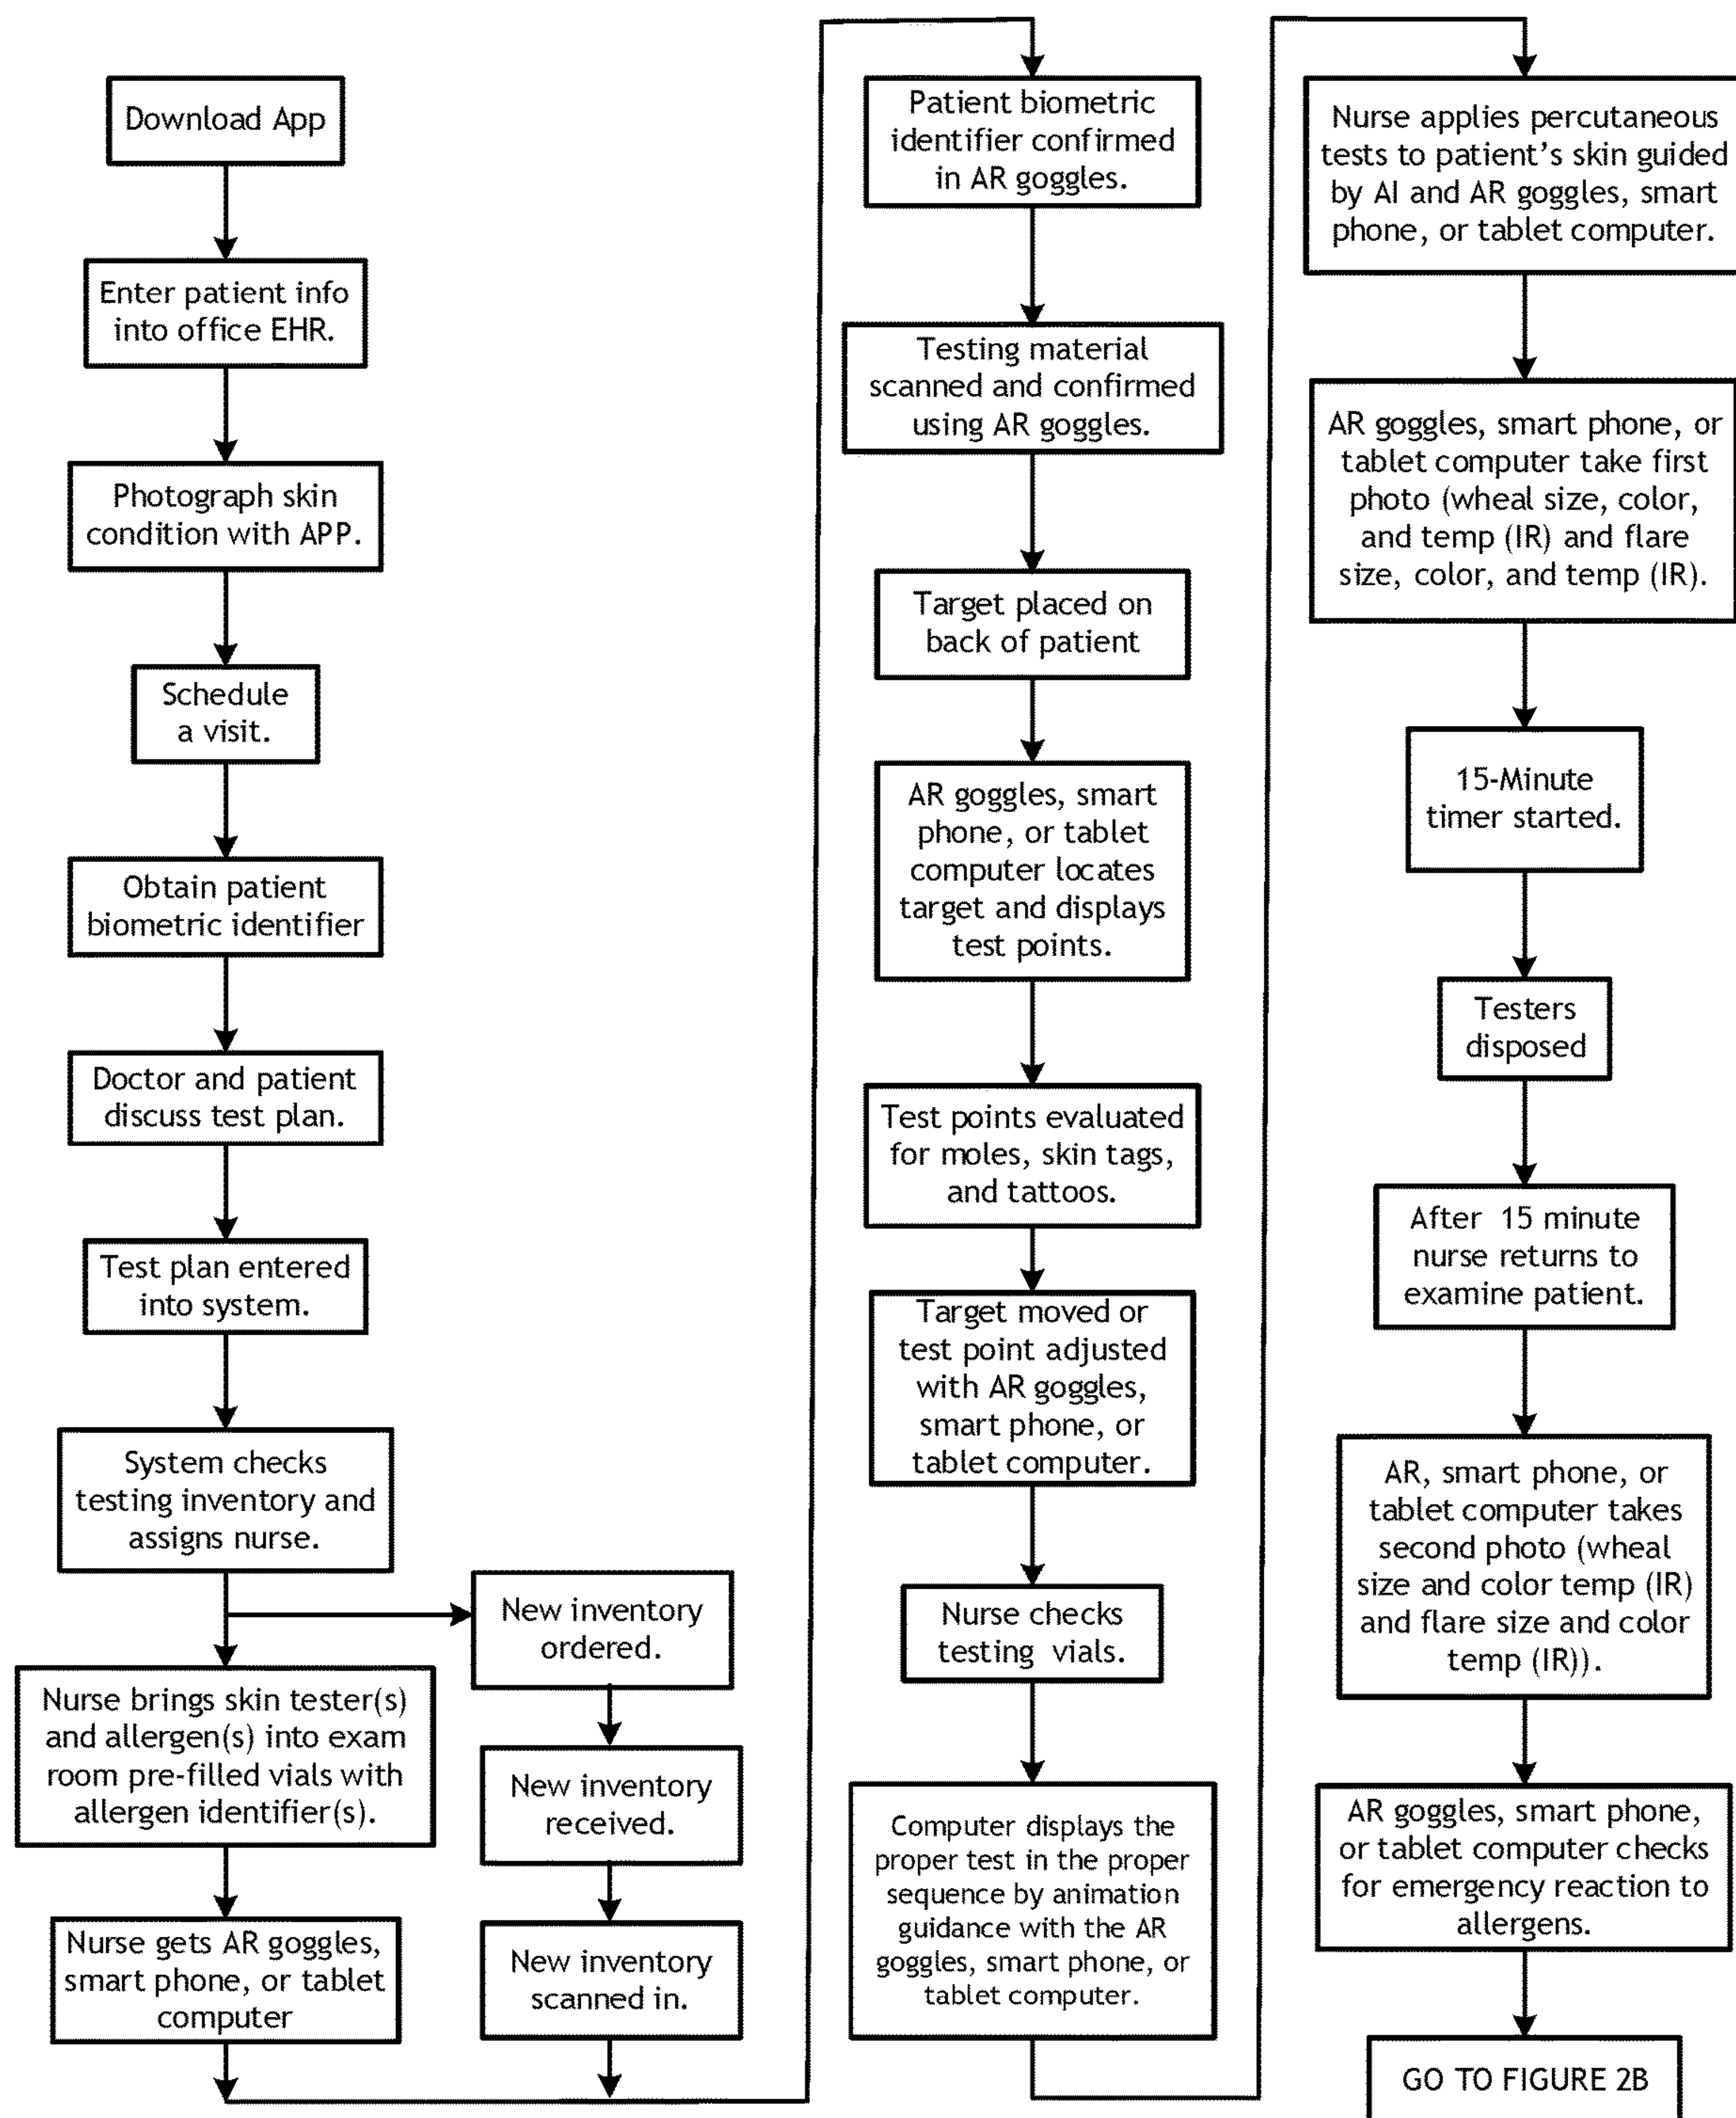 Download App
Enter patient info
into office EHR.
Photograph skin
condition with APP.
Schedule
a visit.
Obtain patient
biometric identifier
Doctor and patient
discuss test plan.
Test plan entered
into system.
System checks
testing inventory and
assigns nurse.
Nurse brings skin tester(s)
and allergen(s) into exam
room pre-filled vials with
allergen identifier(s).
Nurse gets AR goggles,
smart phone, or tablet
computer
New inventory
ordered.
New inventory
received.
New inventory
scanned in.
Patient biometric
identifier confirmed
in AR goggles.
Testing material
scanned and confirmed
using AR goggles.
Target placed on
back of patient
AR goggles, smart
phone, or tablet
computer locates
target and displays
test points.
Test points evaluated
for moles, skin tags,
and tattoos.
Target moved or
test point adjusted
with AR goggles,
smart phone, or
tablet computer.
Nurse checks
testing vials.
Computer displays the
proper test in the proper
sequence by animation
guidance with the AR
goggles, smart phone, or
tablet computer.
Nurse applies percutaneous
tests to patient's skin guided
by AI and AR goggles, smart
phone, or tablet computer.
AR goggles, smart phone, or
tablet computer take first
photo (wheal size, color,
and temp (IR) and flare
size, color, and temp (IR).
15-Minute
timer started.
Testers
disposed
After 15 minute
nurse returns to
examine patient.
AR, smart phone, or
tablet computer takes
second photo (wheal
size and color temp (IR)
and flare size and color
temp (IR)).
AR goggles, smart phone,
or tablet computer checks
for emergency reaction to
allergens.
GO TO FIGURE 2B